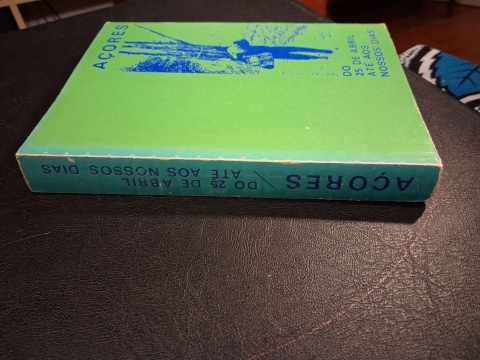 AÇORES
DO
25 DE ABRIL
ATÉ AOS
NOSSOS DIAS
AÇORES / DO 25 DE ABRIL
ATÉ AOS NOSSOS DIAS